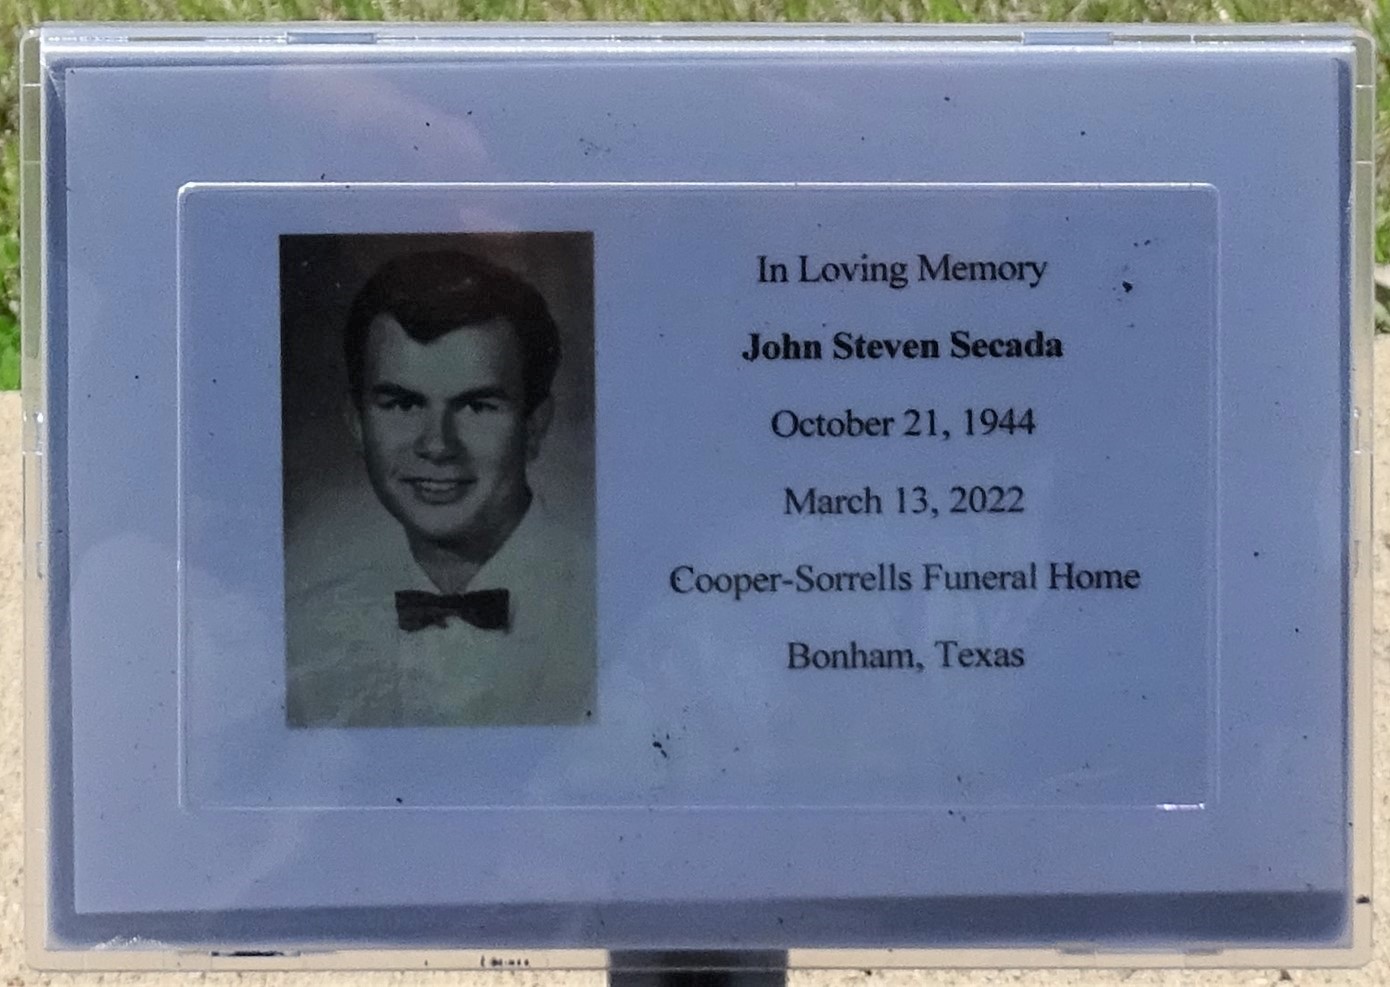 In Loving Memory
John Steven Secada
October 21, 1944
March 13, 2022
Cooper-Sorrells Funeral Home
Bonham, Texas